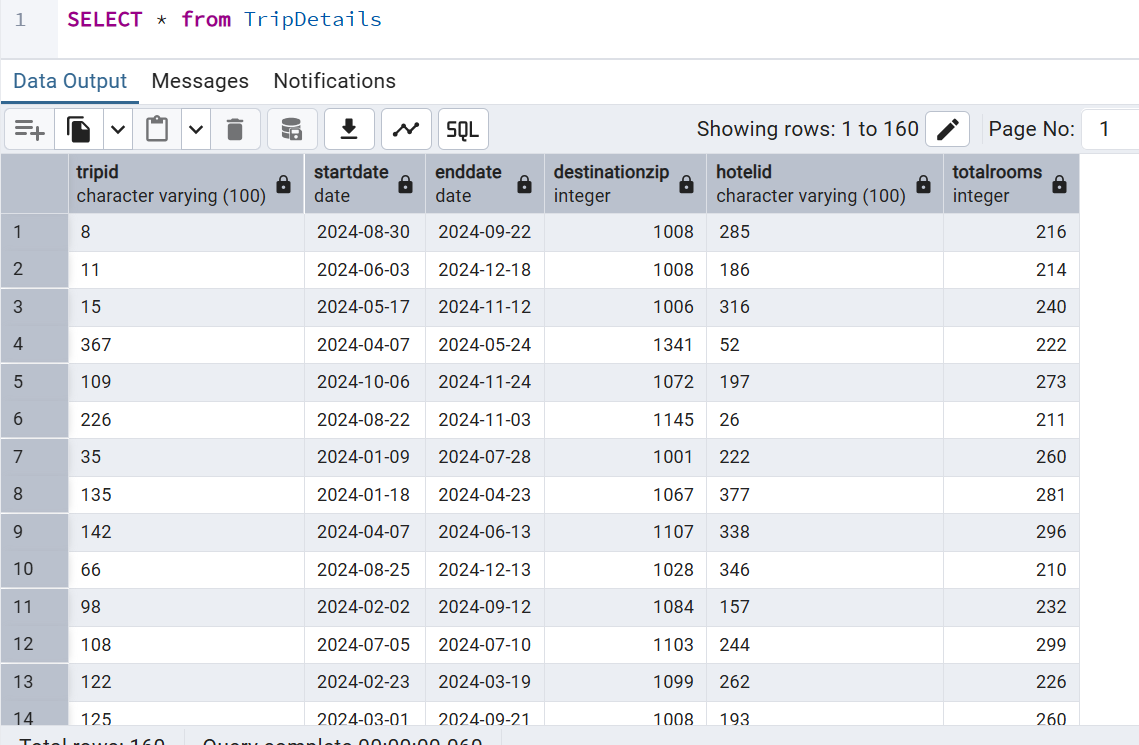 1 SELECT * from TripDetails
Data Output Messages Notifications
SQL Showing rows: 1 to 160 Page No: 1
tripid startdate enddate destinationzip hotelid totalrooms
character varying (100) date date integer character varying (100) integer
1 8 2024-08-30 2024-09-22 1008 285 216
2 11 2024-06-03 2024-12-18 1008 186 214
3 15 2024-05-17 2024-11-12 1006 316 240
4 367 2024-04-07 2024-05-24 1341 52 222
5 109 2024-10-06 2024-11-24 1072 197 273
6 226 2024-08-22 2024-11-03 1145 26 211
7 35 2024-01-09 2024-07-28 1001 222 260
8 135 2024-01-18 2024-04-23 1067 377 281
9 142 2024-04-07 2024-06-13 1107 338 296
10 66 2024-08-25 2024-12-13 1028 346 210
11 98 2024-02-02 2024-09-12 1084 157 232
12 108 2024-07-05 2024-07-10 1103 244 299
13 122 2024-02-23 2024-03-19 1099 262 226
14 125 2024-03-01 2024-09-21 1008 193 260
Total rows: 160 Query complete 00:00:00.060